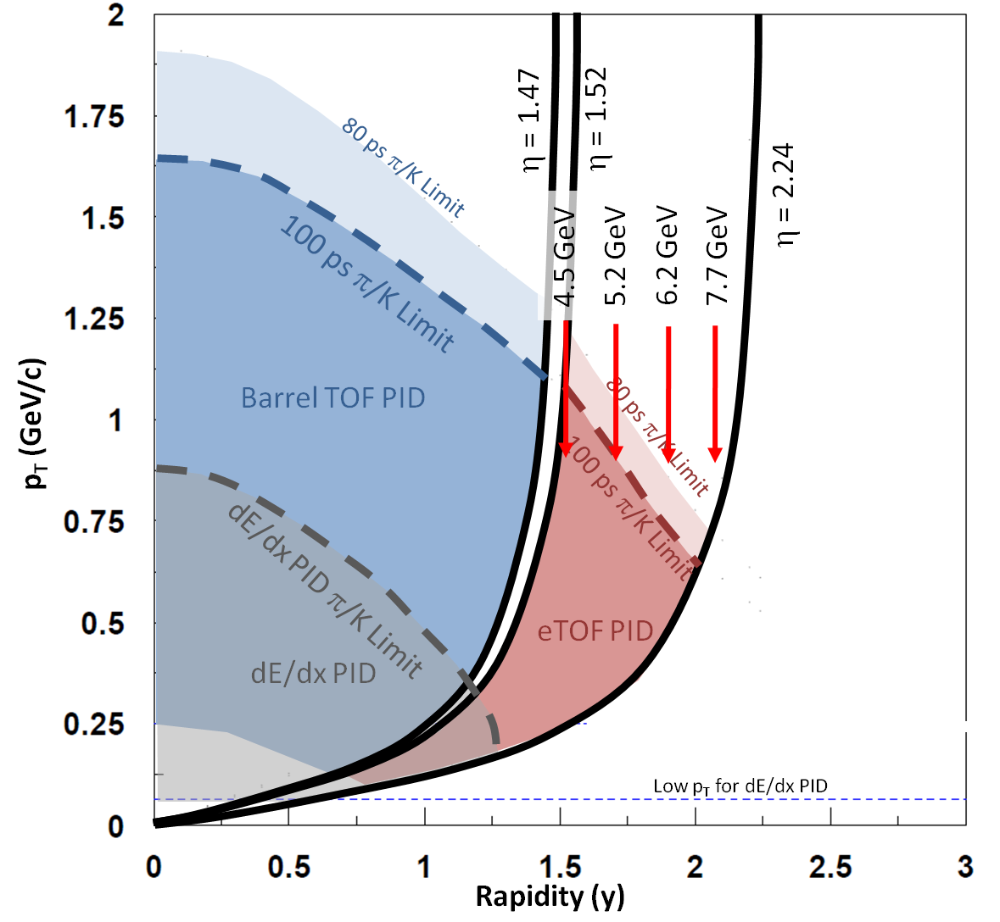 2
1.75
1.5
1.25
1
0.75
0.5
0.25
0
p_T (GeV/c)
η = 1.47
η = 1.52
η = 2.24
80 ps π/K Limit
100 ps π/K Limit
Barrel TOF PID
dE/dx PID π/K Limit
dE/dx PID
4.5 GeV
5.2 GeV
6.2 GeV
7.7 GeV
80 ps π/K Limit
100 ps π/K Limit
eTOF PID
Low p_T for dE/dx PID
0
0.5
1
1.5
2
2.5
3
Rapidity (y)